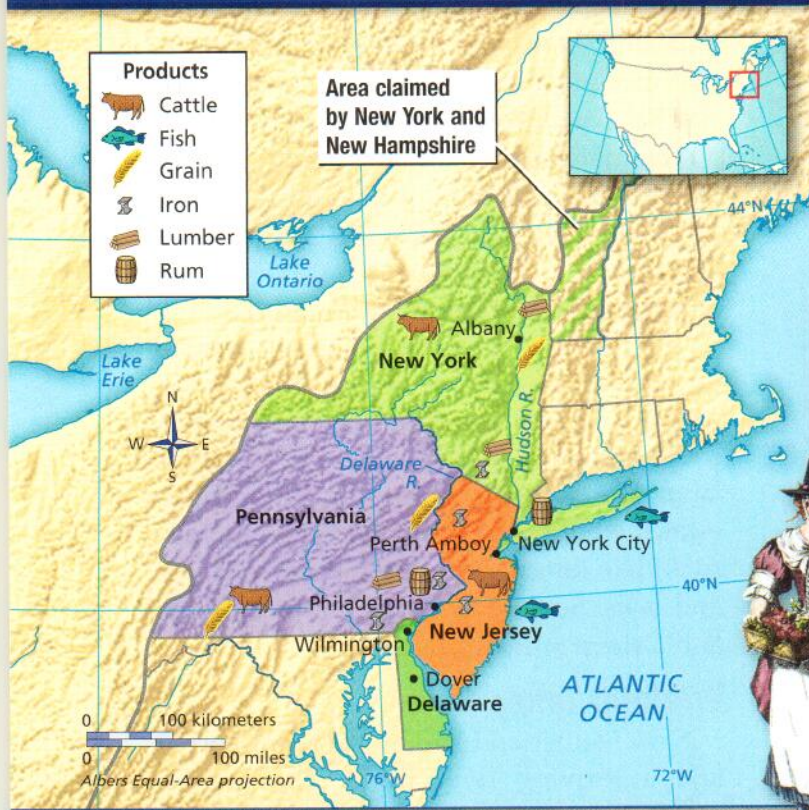 Products
Cattle
Fish
Grain
Iron
Lumber
Rum
Area claimed
by New York and
New Hampshire
44°N
Lake
Ontario
Lake
Erie
Albany
New York
Hudson R.
N
W
E
S
Delaware
R.
Pennsylvania
Perth Amboy
New York City
40°N
Philadelphia
New Jersey
Wilmington
Dover
Delaware
ATLANTIC
OCEAN
0
100 kilometers
0
100 miles
Albers Equal-Area projection
76°W
72°W